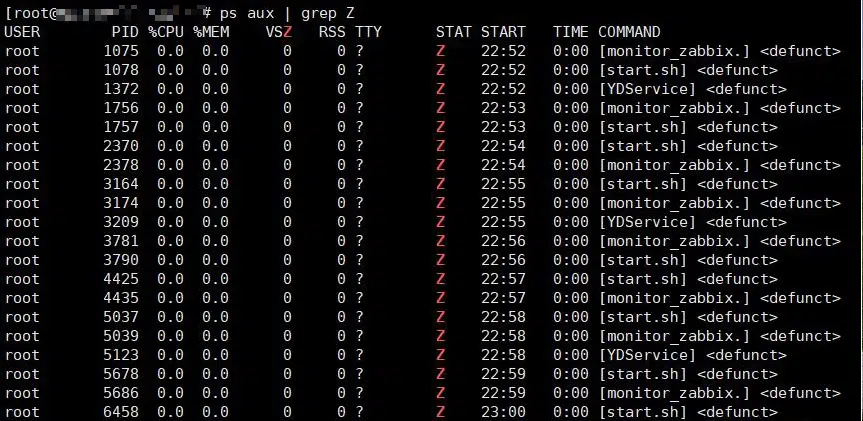 [root@ # ps aux | grep Z
USER PID %CPU %MEM VSZ RSS TTY STAT START TIME COMMAND
root 1075 0.0 0.0 0 0 ? Z 22:52 0:00 [monitor_zabbix.] <defunct>
root 1078 0.0 0.0 0 0 ? Z 22:52 0:00 [start.sh] <defunct>
root 1372 0.0 0.0 0 0 ? Z 22:52 0:00 [YDService] <defunct>
root 1756 0.0 0.0 0 0 ? Z 22:53 0:00 [monitor_zabbix.] <defunct>
root 1757 0.0 0.0 0 0 ? Z 22:53 0:00 [start.sh] <defunct>
root 2370 0.0 0.0 0 0 ? Z 22:54 0:00 [start.sh] <defunct>
root 2378 0.0 0.0 0 0 ? Z 22:54 0:00 [monitor_zabbix.] <defunct>
root 3164 0.0 0.0 0 0 ? Z 22:55 0:00 [start.sh] <defunct>
root 3174 0.0 0.0 0 0 ? Z 22:55 0:00 [monitor_zabbix.] <defunct>
root 3209 0.0 0.0 0 0 ? Z 22:55 0:00 [YDService] <defunct>
root 3781 0.0 0.0 0 0 ? Z 22:56 0:00 [monitor_zabbix.] <defunct>
root 3790 0.0 0.0 0 0 ? Z 22:56 0:00 [start.sh] <defunct>
root 4425 0.0 0.0 0 0 ? Z 22:57 0:00 [start.sh] <defunct>
root 4435 0.0 0.0 0 0 ? Z 22:57 0:00 [monitor_zabbix.] <defunct>
root 5037 0.0 0.0 0 0 ? Z 22:58 0:00 [start.sh] <defunct>
root 5039 0.0 0.0 0 0 ? Z 22:58 0:00 [monitor_zabbix.] <defunct>
root 5123 0.0 0.0 0 0 ? Z 22:58 0:00 [YDService] <defunct>
root 5678 0.0 0.0 0 0 ? Z 22:59 0:00 [start.sh] <defunct>
root 5686 0.0 0.0 0 0 ? Z 22:59 0:00 [monitor_zabbix.] <defunct>
root 6458 0.0 0.0 0 0 ? Z 23:00 0:00 [start.sh] <defunct>